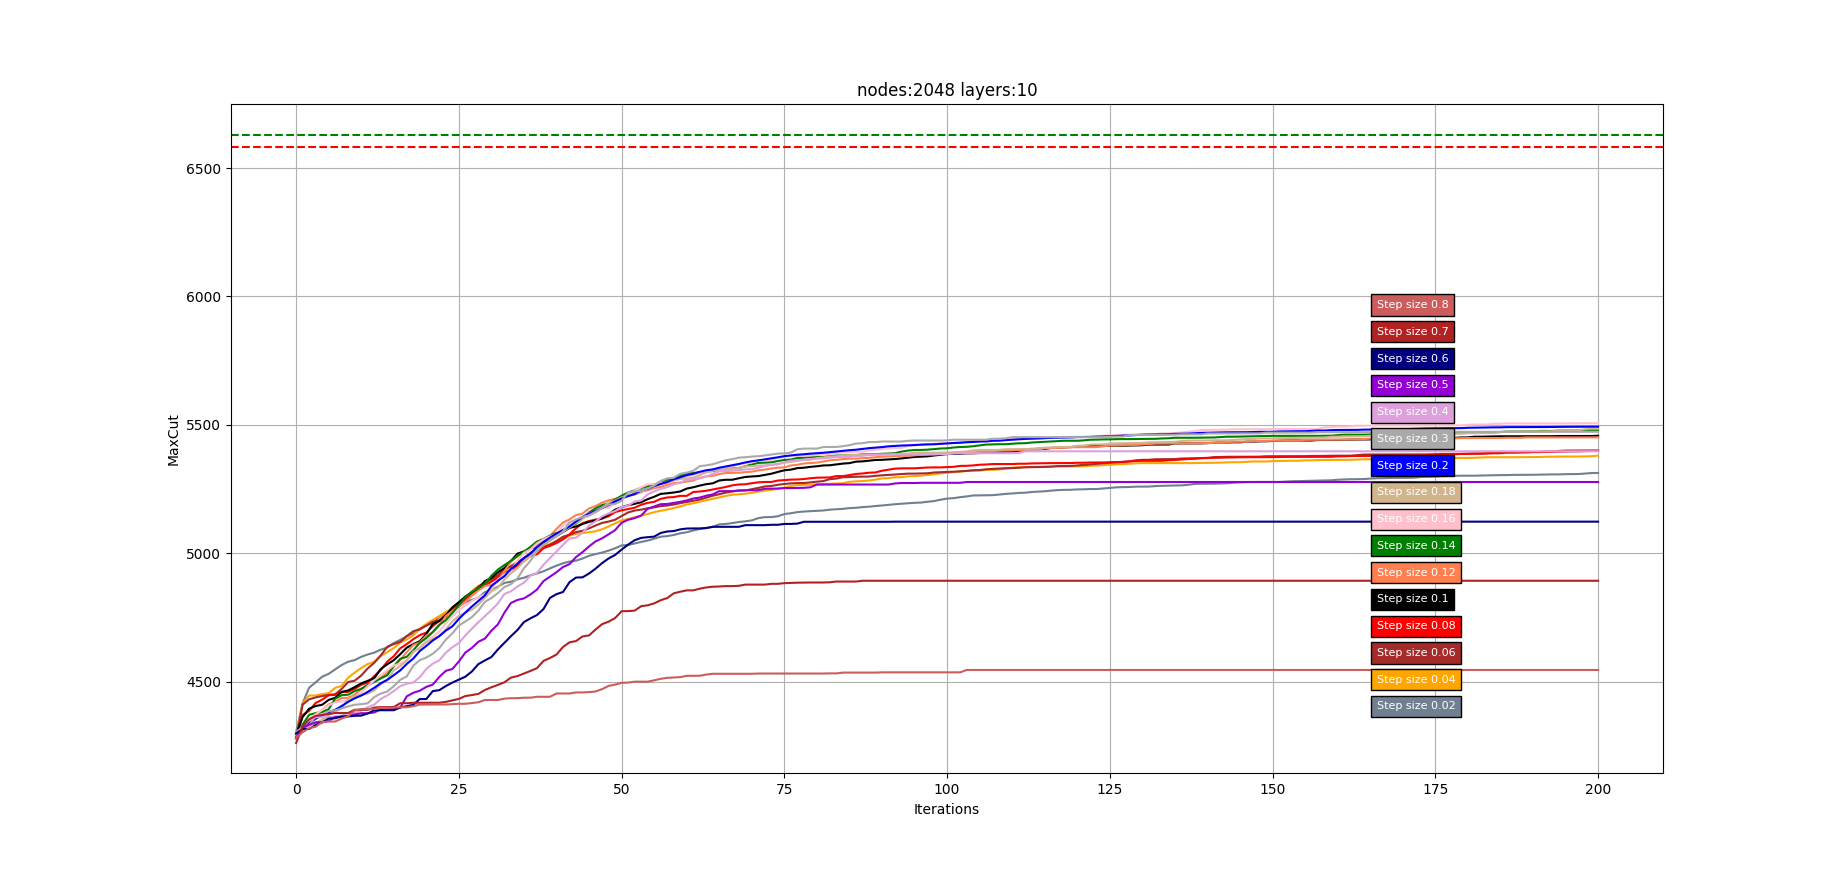 nodes:2048 layers:10
MaxCut
6500
6000
5500
5000
4500
Step size 0.8
Step size 0.7
Step size 0.6
Step size 0.5
Step size 0.4
Step size 0.3
Step size 0.2
Step size 0.18
Step size 0.16
Step size 0.14
Step size 0.12
Step size 0.1
Step size 0.08
Step size 0.06
Step size 0.04
Step size 0.02
0 25 50 75 100 125 150 175 200
Iterations